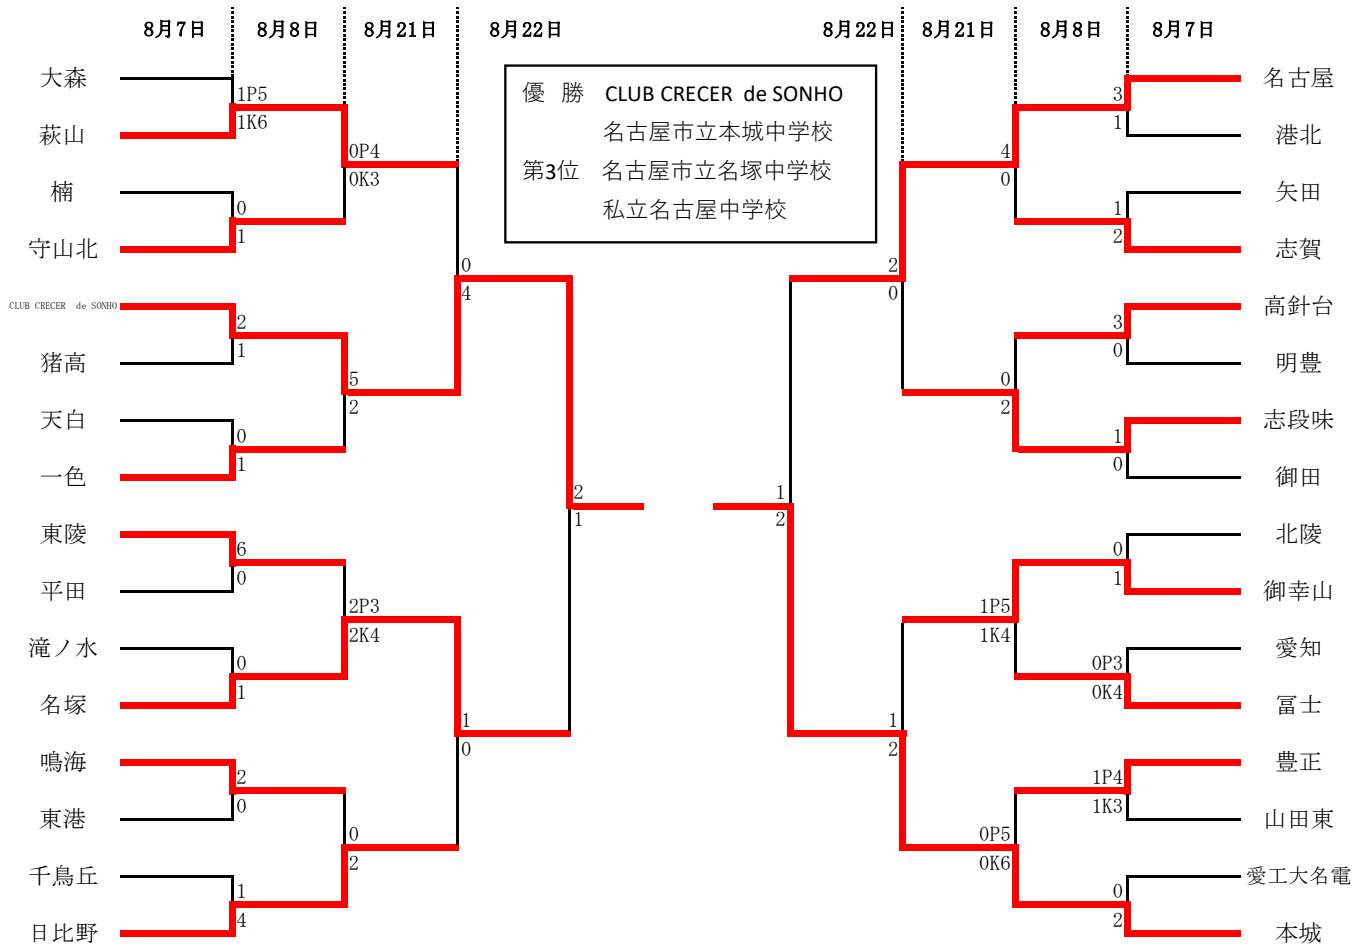 8月7日 8月8日 8月21日 8月22日 8月22日 8月21日 8月8日 8月7日
優 勝 CLUB CRECER de SONHO
名古屋市立本城中学校
第3位 名古屋市立名塚中学校
私立名古屋中学校
大森
1P5
1K6
萩山
0P4
0K3
楠
0
1
守山北
0
4
CLUB CRECER de SONHO
2
1
猪高
5
2
天白
0
1
一色
2
1
東陵
6
0
平田
2P3
2K4
滝ノ水
0
1
名塚
1
0
鳴海
2
0
東港
0
2
千鳥丘
1
4
日比野
名古屋
3
1
港北
4
0
矢田
1
2
志賀
2
0
高針台
3
0
明豊
0
2
志段味
1
0
御田
1
2
北陵
0
1
御幸山
1P5
1K4
愛知
0P3
0K4
冨士
1
2
豊正
1P4
1K3
山田東
0P5
0K6
愛工大名電
0
2
本城